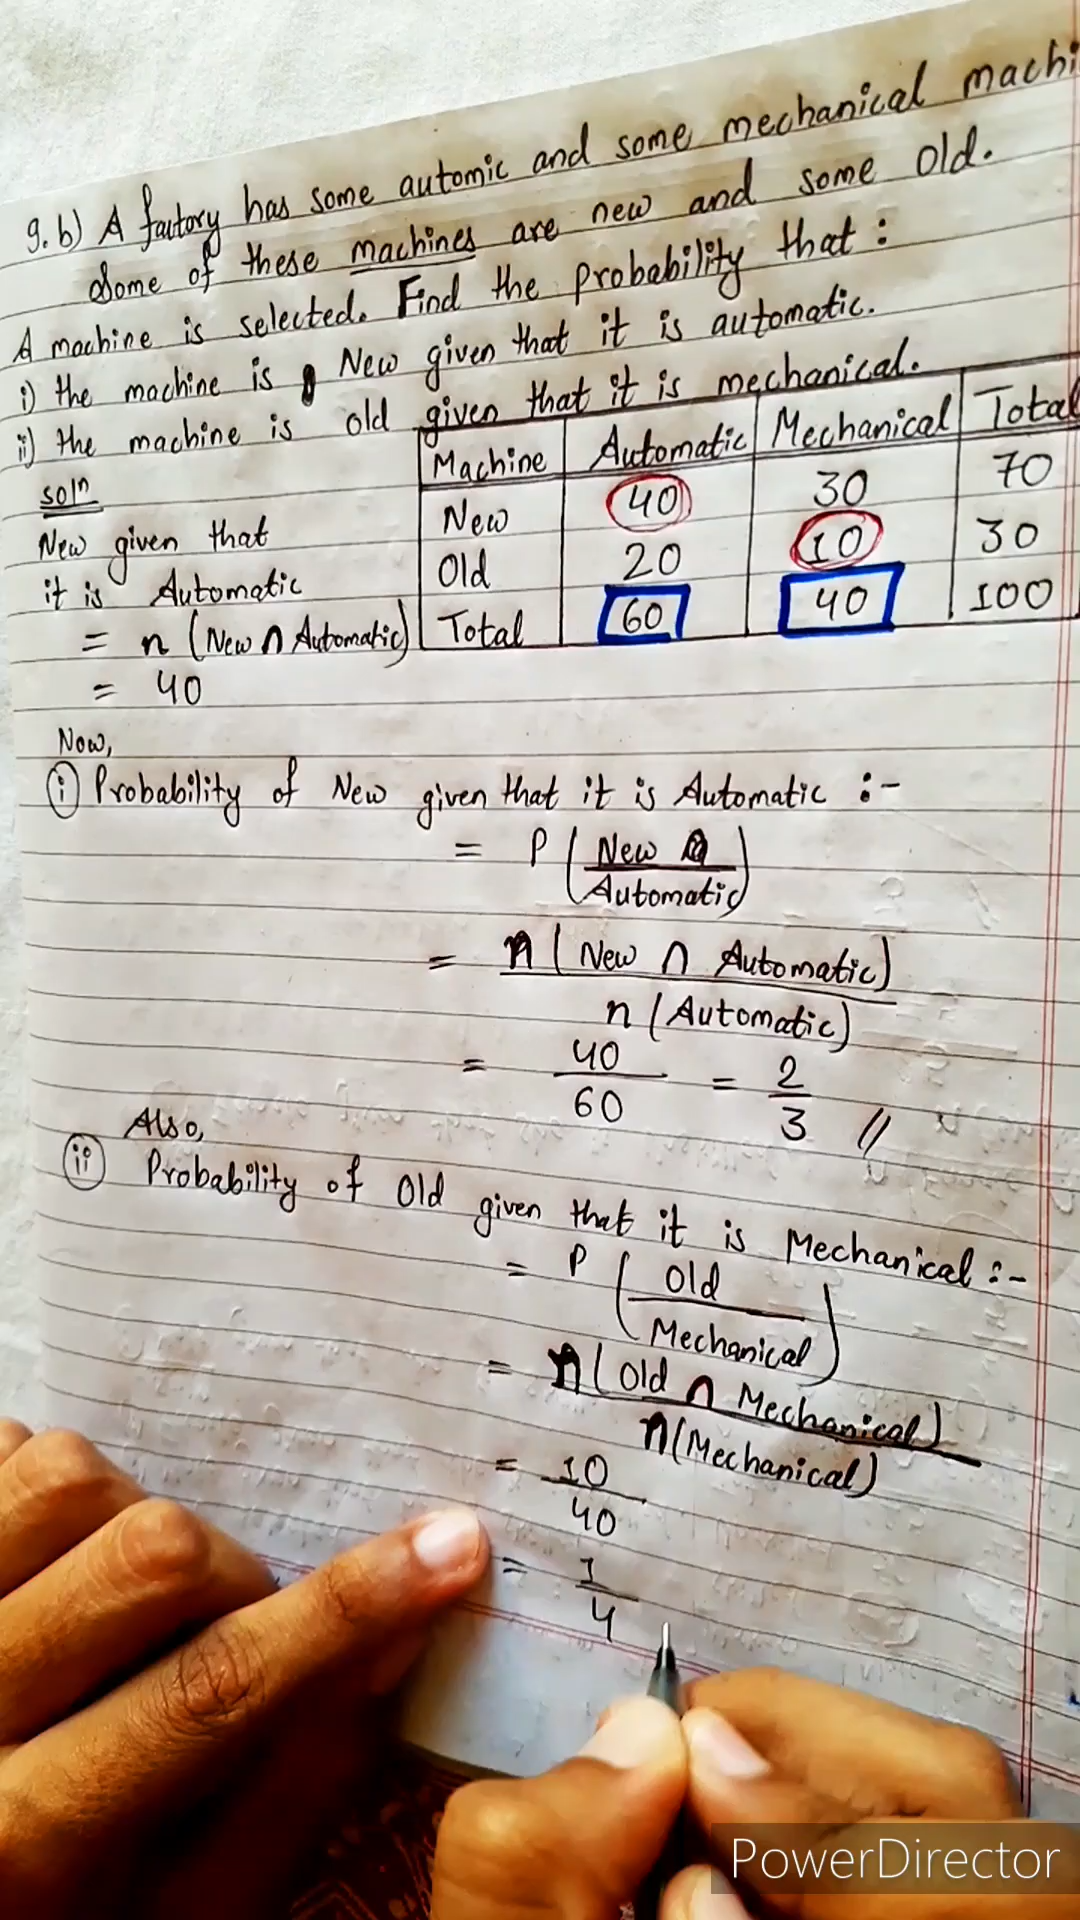 9.b) A factory has some automic and some mechanical machi
Some of these machines are new and some old.
A machine is selected. Find the probability that :
i) the machine is New given that it is automatic.
ii) the machine is old given that it is mechanical.
Machine Automatic Mechanical Total
New 40 30 70
Old 20 10 30
Total 60 40 100
soln
New given that
it is Automatic
= n (New ∩ Automatic)
= 40
Now,
(i) Probability of New given that it is Automatic :-
= P (New / Automatic)
= n ( New ∩ Automatic)
n (Automatic)
= 40/60 = 2/3 //
Also,
(ii) Probability of Old given that it is Mechanical :-
= P (Old / Mechanical)
= n (Old ∩ Mechanical)
n (Mechanical)
= 10/40
= 1/4
PowerDirector